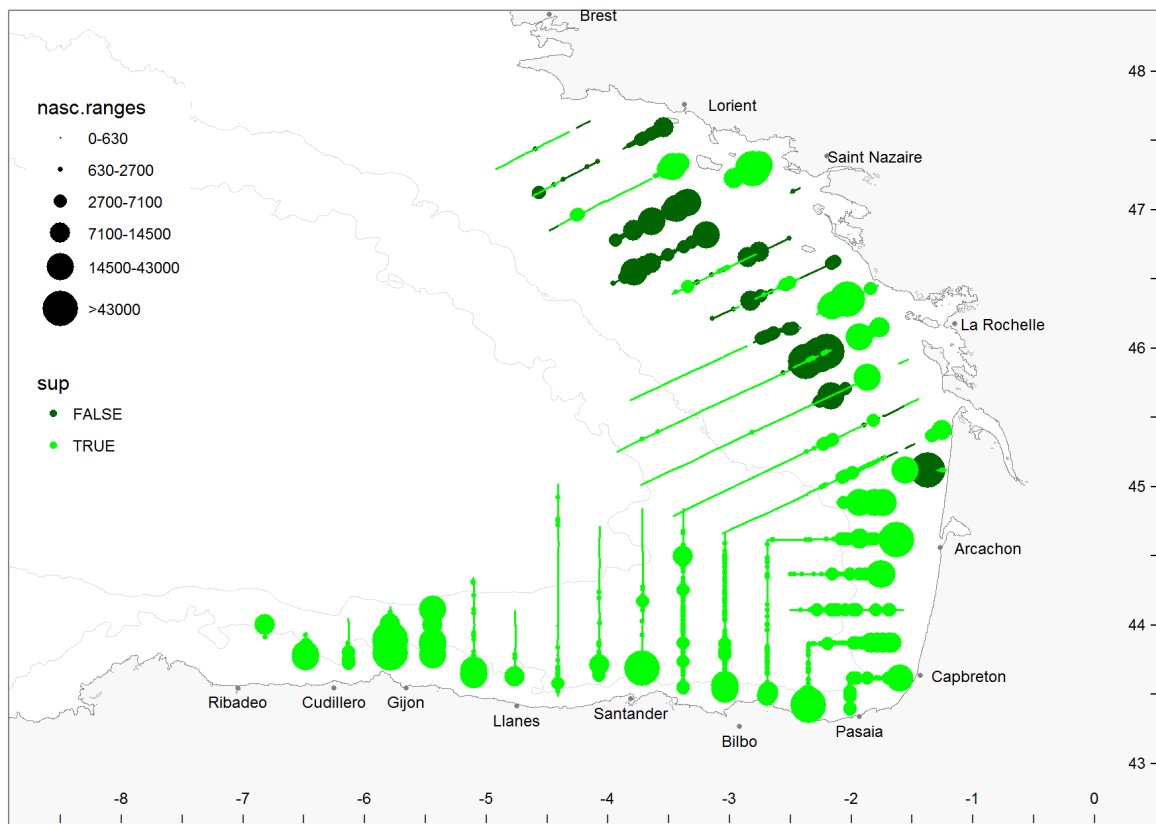 Brest
48
nasc.ranges
Lorient
0-630
Saint Nazaire
630-2700
2700-7100
47
7100-14500
14500-43000
>43000
La Rochelle
46
sup
FALSE
TRUE
45
Arcachon
44
Capbreton
Ribadeo
Cudillero
Gijon
Llanes
Santander
Bilbo
Pasaia
43
-8
-7
-6
-5
-4
-3
-2
-1
0